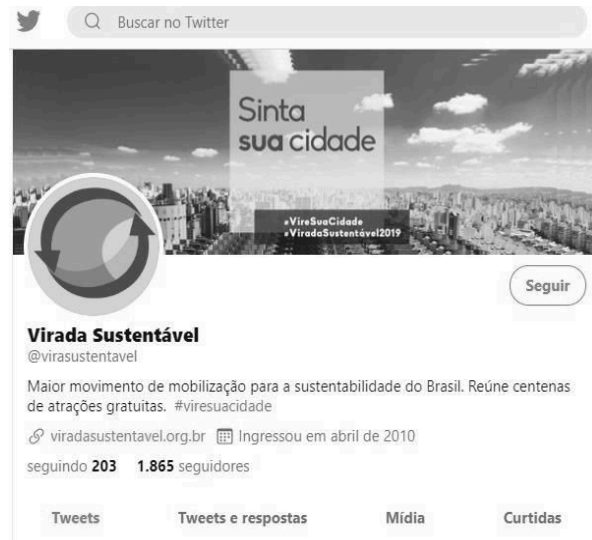 Buscar no Twitter
Sinta
sua cidade
#VireSuaCidade
#ViradaSustentável2019
Seguir
Virada Sustentável
@virasustentavel
Maior movimento de mobilização para a sustentabilidade do Brasil. Reúne centenas
de atrações gratuitas. #viresuacidade
viradasustentavel.org.br Ingressou em abril de 2010
seguindo 203 1.865 seguidores
Tweets Tweets e respostas Mídia Curtidas